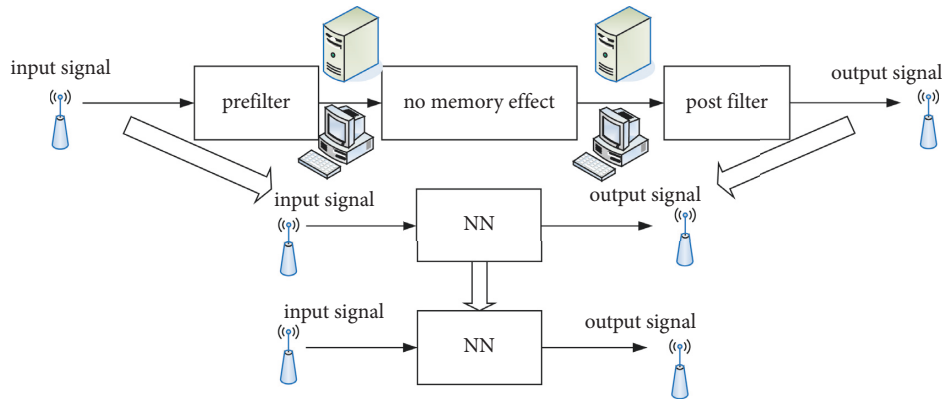 input signal
output signal
prefilter
no memory effect
post filter
input signal
output signal
NN
input signal
output signal
NN